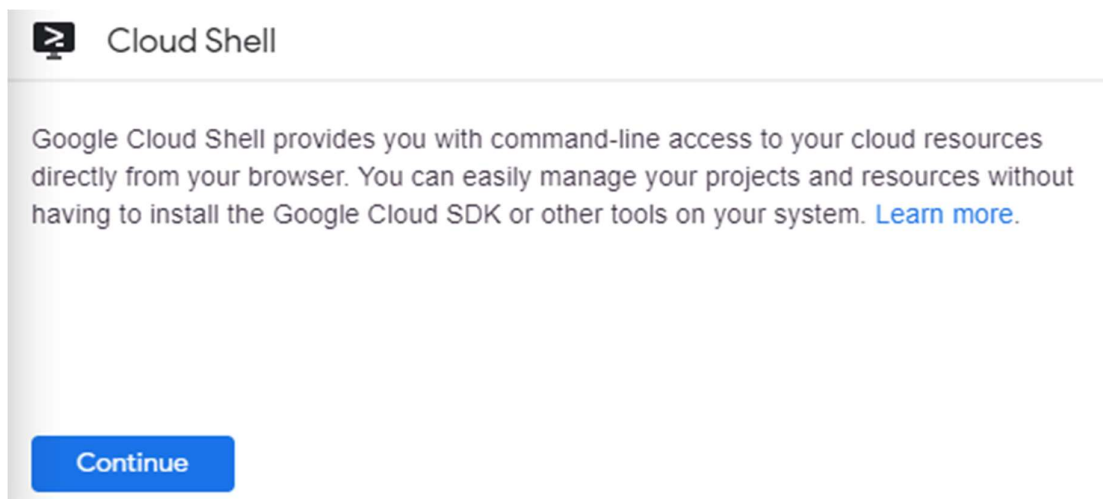 Cloud Shell
Google Cloud Shell provides you with command-line access to your cloud resources
directly from your browser. You can easily manage your projects and resources without
having to install the Google Cloud SDK or other tools on your system. Learn more.
Continue